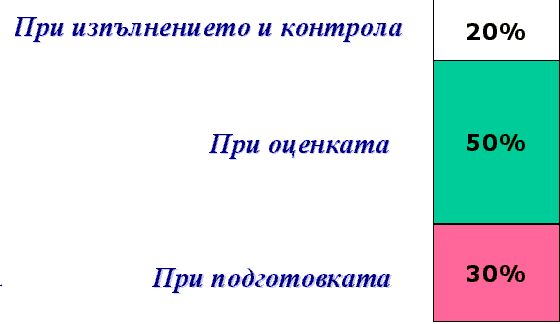 При изпълнението и контрола 20%
При оценката 50%
При подготовката 30%